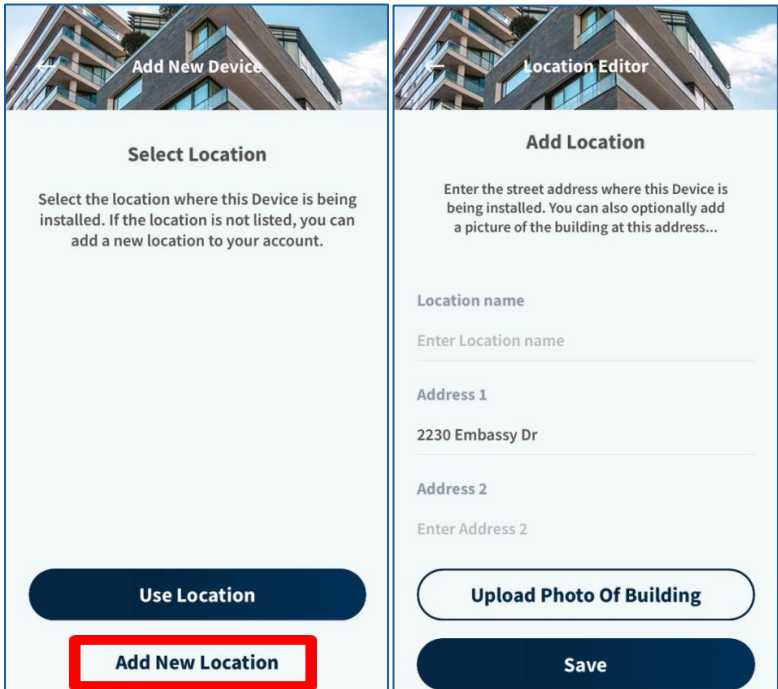 Add New Device
Select Location
Select the location where this Device is being
installed. If the location is not listed, you can
add a new location to your account.
Use Location
Add New Location
Location Editor
Add Location
Enter the street address where this Device is
being installed. You can also optionally add
a picture of the building at this address...
Location name
Enter Location name
Address 1
2230 Embassy Dr
Address 2
Enter Address 2
Upload Photo Of Building
Save